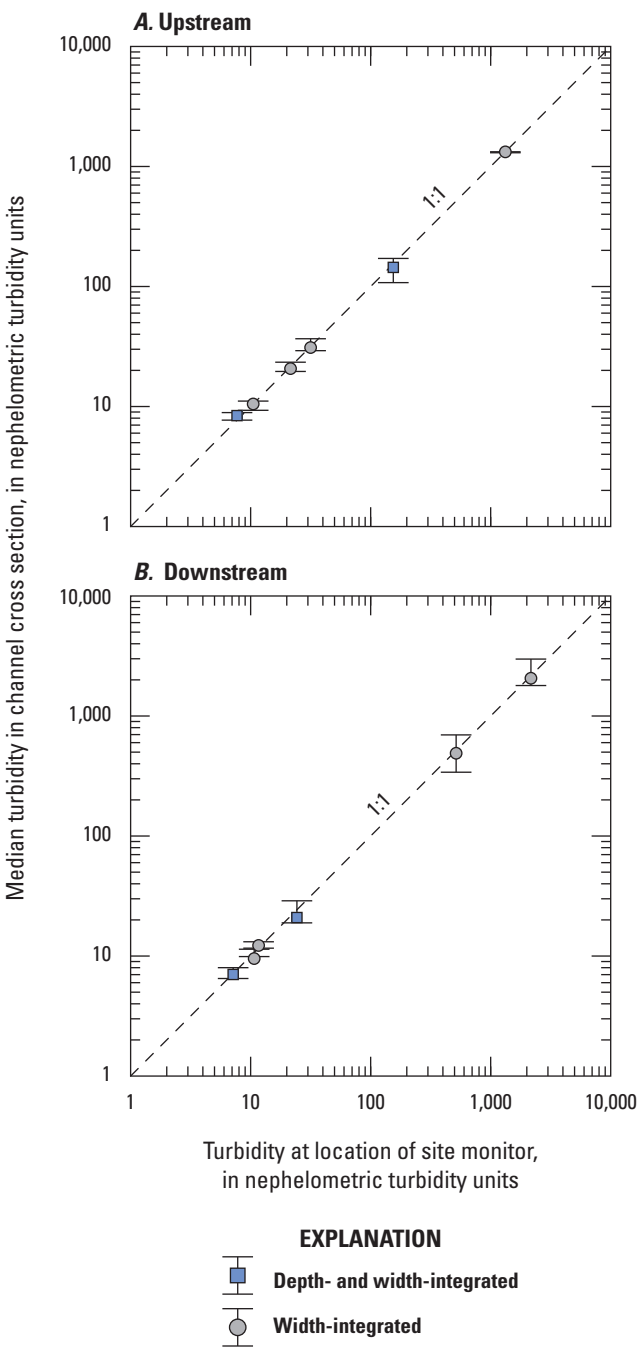 A. Upstream
10,000
1,000
100
10
1
1:1
B. Downstream
10,000
1,000
100
10
1
1:1
1 10 100 1,000 10,000
Median turbidity in channel cross section, in nephelometric turbidity units
Turbidity at location of site monitor,
in nephelometric turbidity units
EXPLANATION
Depth- and width-integrated
Width-integrated